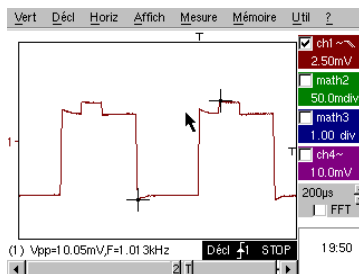 Vert Décl Horiz Affich Mesure Mémoire Util ?
T
ch1 ~
2.50mV
math2
50.0mdiv
math3
1.00 div
ch4~
10.0mV
1-
T
200µs
FFT
(1) Vpp=10.05mV,F=1.013kHz
Décl 1 STOP
19:50
2 T